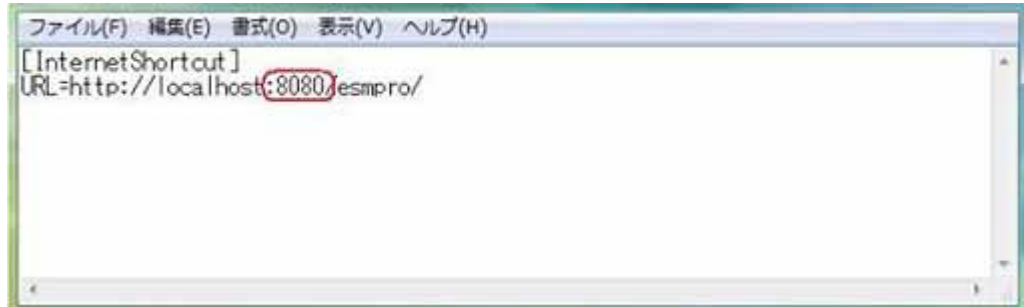 ファイル(F) 編集(E) 書式(O) 表示(V) ヘルプ(H)
[InternetShortcut]
URL=http://localhost:8080/esmpro/